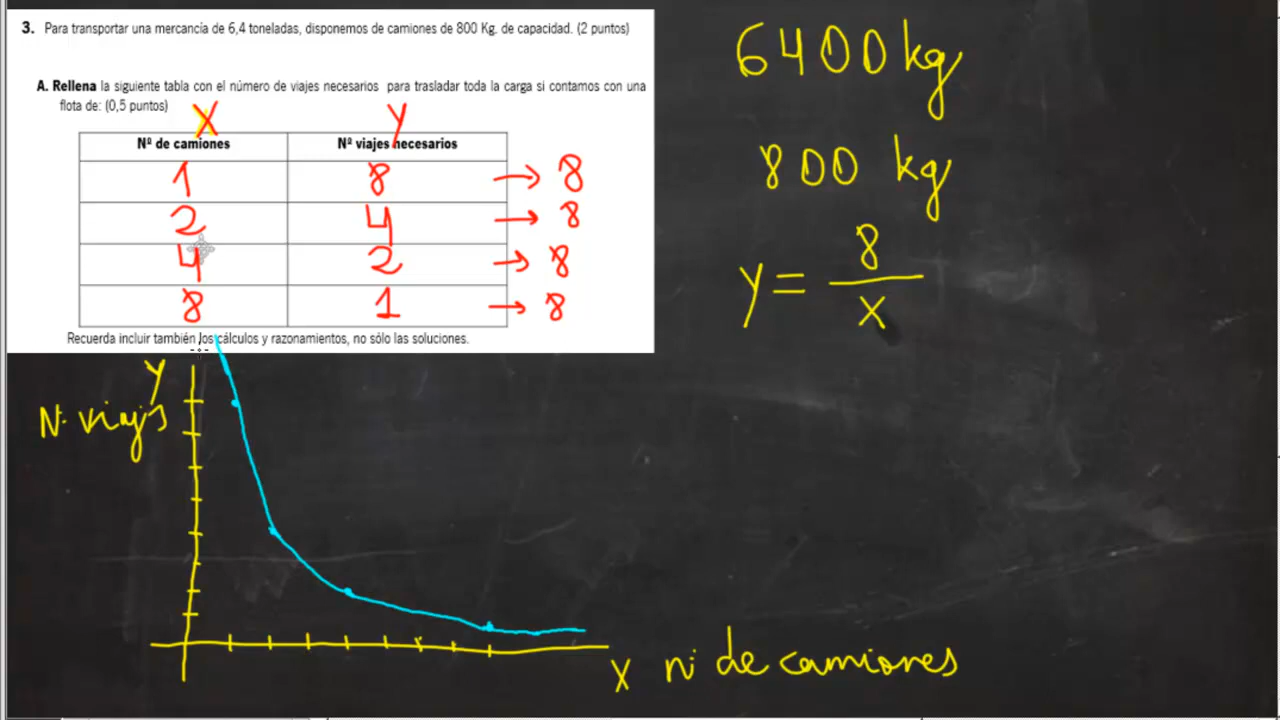 3. Para transportar una mercancía de 6,4 toneladas, disponemos de camiones de 800 Kg. de capacidad. (2 puntos)
A. Rellena la siguiente tabla con el número de viajes necesarios para trasladar toda la carga si contamos con una
flota de: (0,5 puntos)
X Y
Nº de camiones Nº viajes necesarios
1 8 → 8
2 4 → 8
4 2 → 8
8 1 → 8
Recuerda incluir también los cálculos y razonamientos, no sólo las soluciones.
6400 kg
800 kg
y = 8/x
Y
N. viajs
X nº de camiones